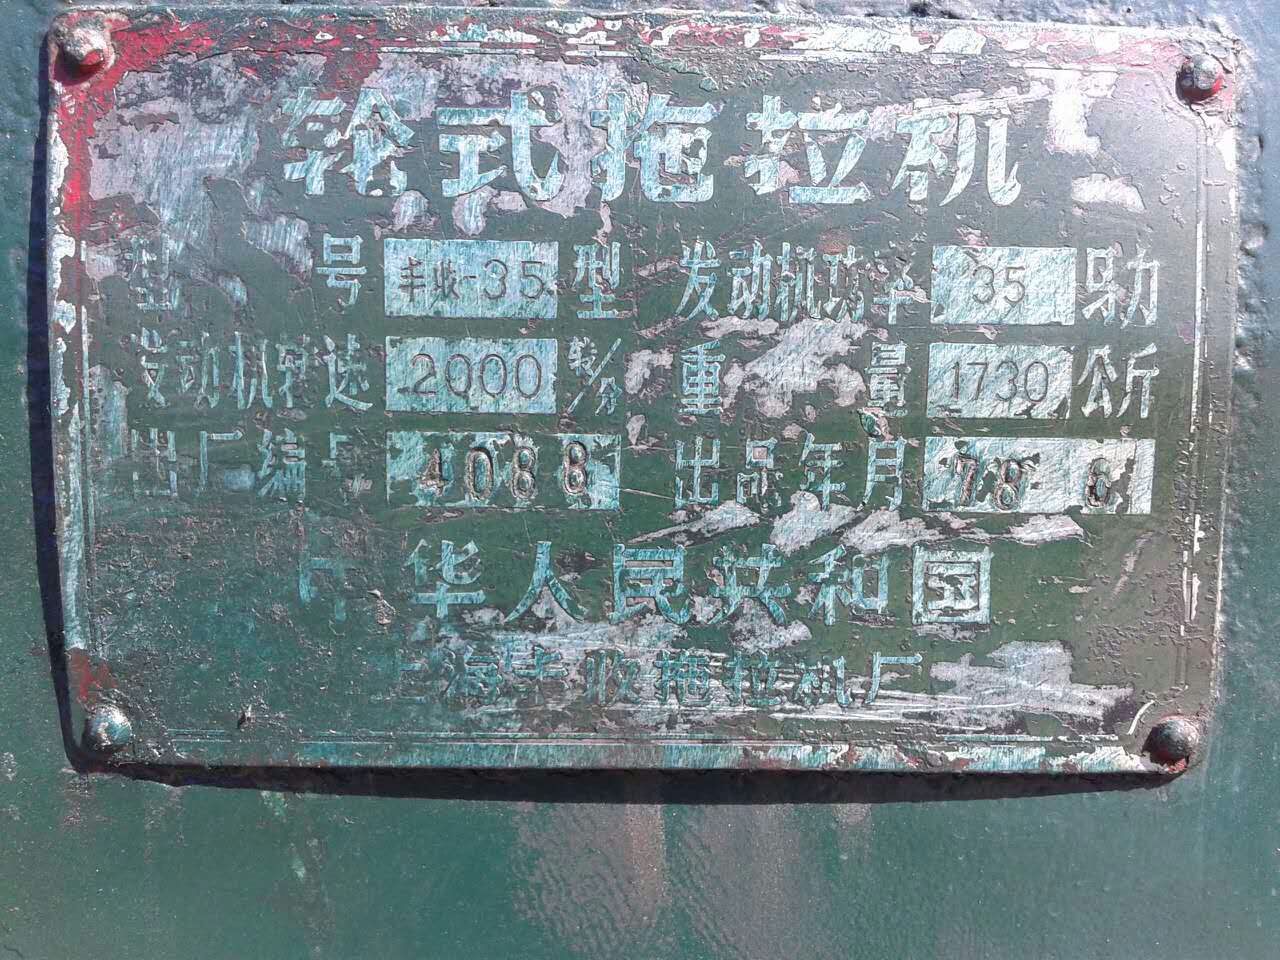 轮式拖拉机
型号 丰收-35 型 发动机功率 35 马力
发动机转速 2000 转/分 重量 1730 公斤
出厂编号 4088 出品年月 78 6
中华人民共和国
上海丰收拖拉机厂